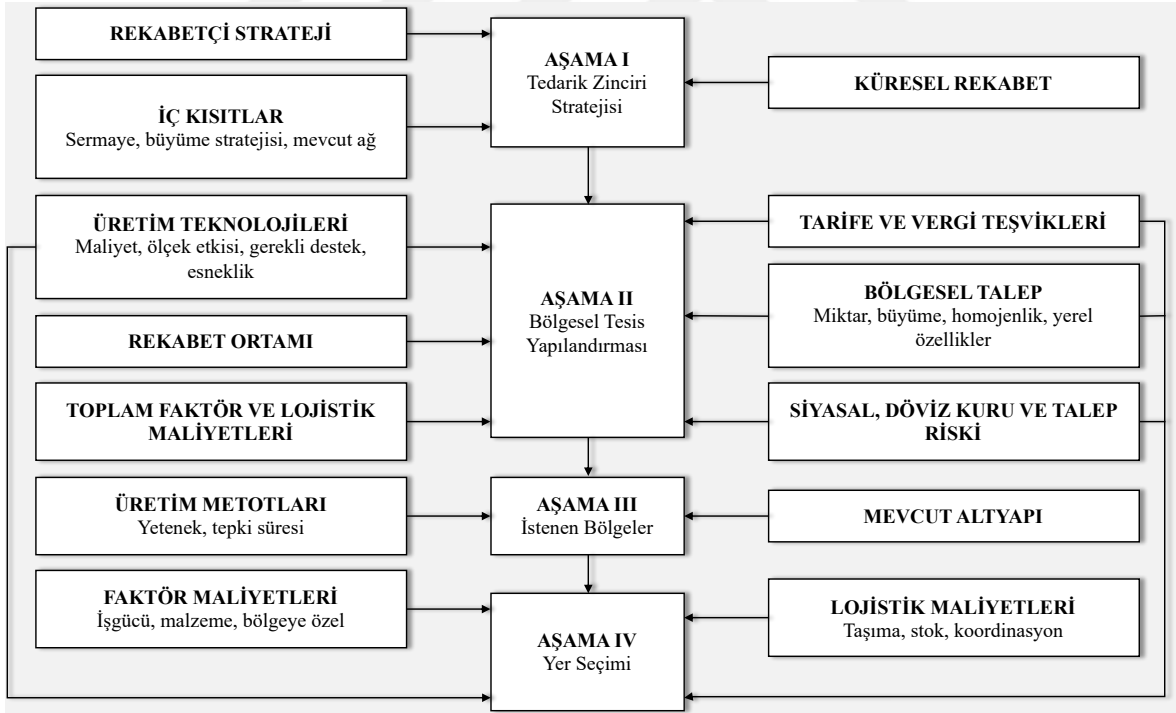 REKABETÇİ STRATEJİ
AŞAMA I
Tedarik Zinciri
Stratejisi
KÜRESEL REKABET
İÇ KISITLAR
Sermaye, büyüme stratejisi, mevcut ağ
ÜRETİM TEKNOLOJİLERİ
Maliyet, ölçek etkisi, gerekli destek,
esneklik
REKABET ORTAMI
TOPLAM FAKTÖR VE LOJİSTİK
MALİYETLERİ
AŞAMA II
Bölgesel Tesis
Yapılandırması
TARİFE VE VERGİ TEŞVİKLERİ
BÖLGESEL TALEP
Miktar, büyüme, homojenlik, yerel
özellikler
SİYASAL, DÖVİZ KURU VE TALEP
RİSKİ
ÜRETİM METOTLARI
Yetenek, tepki süresi
AŞAMA III
İstenen Bölgeler
MEVCUT ALTYAPI
FAKTÖR MALİYETLERİ
İşgücü, malzeme, bölgeye özel
AŞAMA IV
Yer Seçimi
LOJİSTİK MALİYETLERİ
Taşıma, stok, koordinasyon